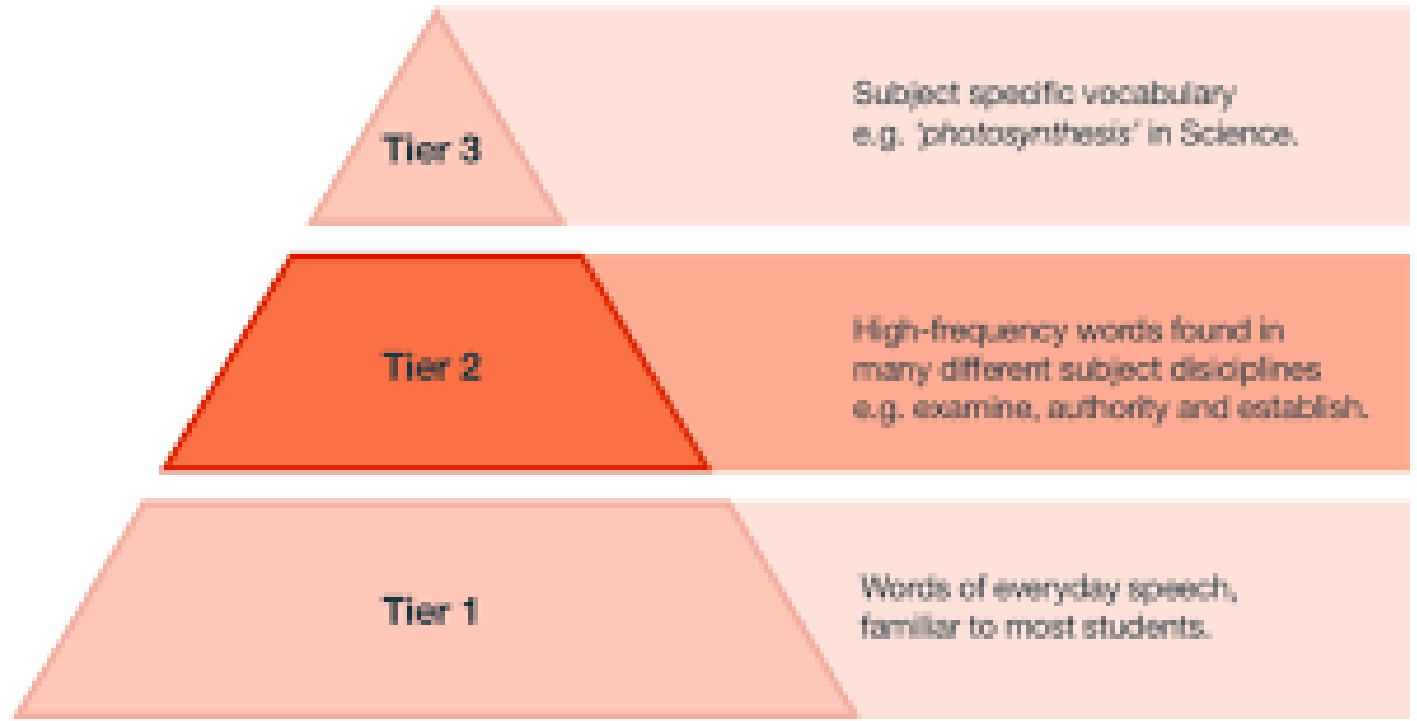 Tier 3
Subject specific vocabulary
e.g. 'photosynthesis' in Science.
Tier 2
High-frequency words found in
many different subject disiciplines
e.g. examine, authority and establish.
Tier 1
Words of everyday speech,
familiar to most students.